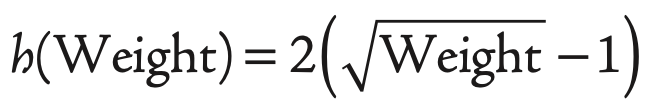 h(Weight) = 2(√Weight − 1)